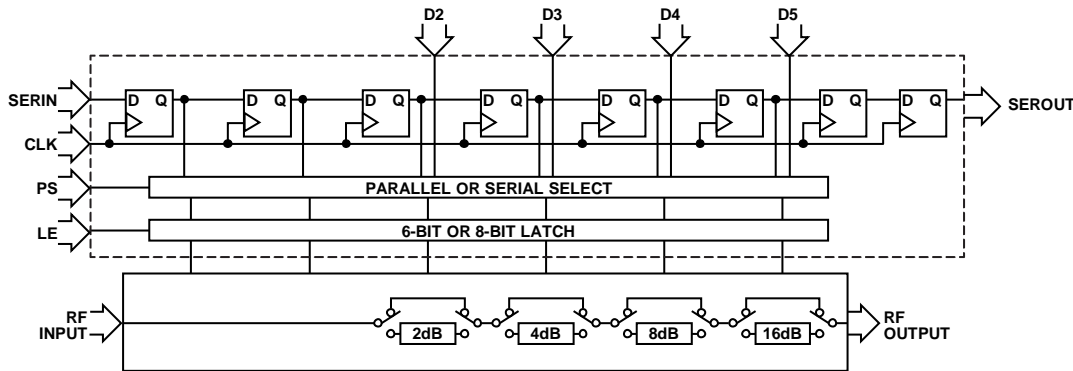 D2 D3 D4 D5
SERIN
D Q D Q D Q D Q D Q D Q D Q D Q
SEROUT
CLK
PS
PARALLEL OR SERIAL SELECT
LE
6-BIT OR 8-BIT LATCH
RF
INPUT
2dB 4dB 8dB 16dB
RF
OUTPUT